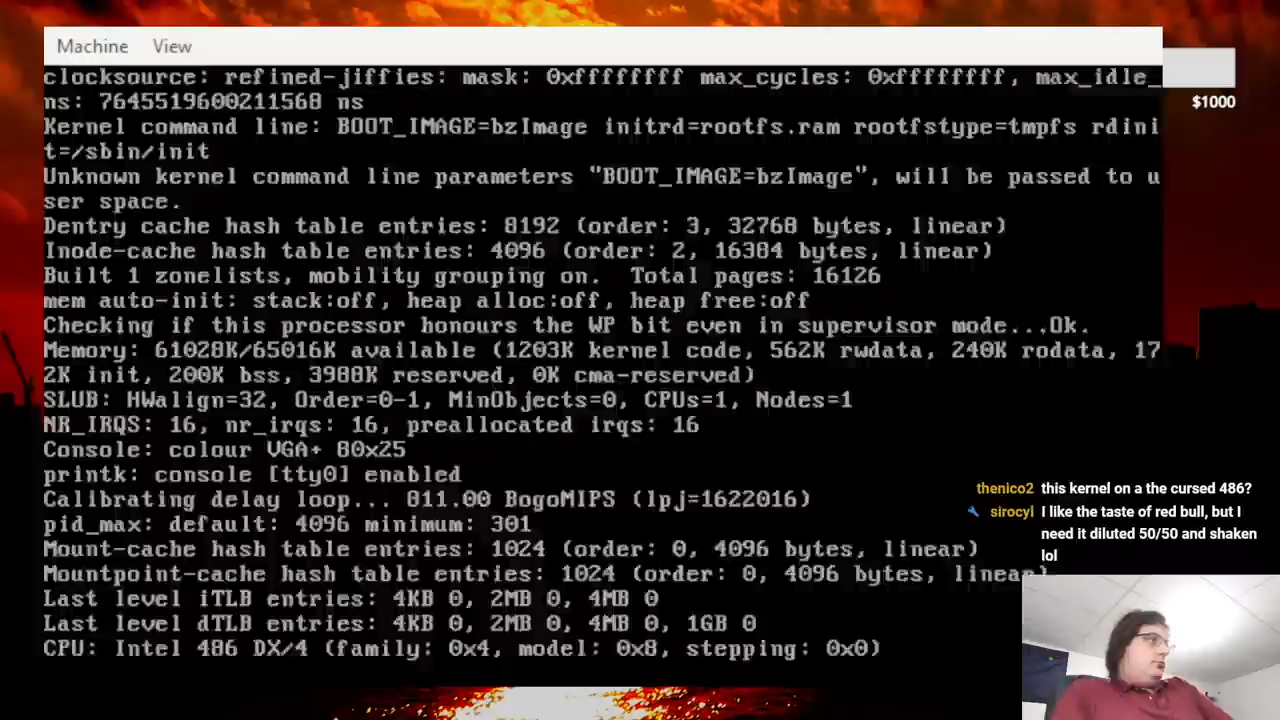 Machine View
clocksource: refined-jiffies: mask: 0xffffffff max_cycles: 0xffffffff, max_idle_
ns: 7645519600211568 ns
$1000
Kernel command line: BOOT_IMAGE=bzImage initrd=rootfs.ram rootfstype=tmpfs rdini
t=/sbin/init
Unknown kernel command line parameters "BOOT_IMAGE=bzImage", will be passed to u
ser space.
Dentry cache hash table entries: 8192 (order: 3, 32768 bytes, linear)
Inode-cache hash table entries: 4096 (order: 2, 16384 bytes, linear)
Built 1 zonelists, mobility grouping on.  Total pages: 16126
mem auto-init: stack:off, heap alloc:off, heap free:off
Checking if this processor honours the WP bit even in supervisor mode...Ok.
Memory: 61028K/65016K available (1203K kernel code, 562K rwdata, 240K rodata, 17
2K init, 200K bss, 3988K reserved, 0K cma-reserved)
SLUB: HWalign=32, Order=0-1, MinObjects=0, CPUs=1, Nodes=1
NR_IRQS: 16, nr_irqs: 16, preallocated irqs: 16
Console: colour VGA+ 80x25
printk: console [tty0] enabled
Calibrating delay loop... 811.00 BogoMIPS (lpj=1622016)
pid_max: default: 4096 minimum: 301
Mount-cache hash table entries: 1024 (order: 0, 4096 bytes, linear)
Mountpoint-cache hash table entries: 1024 (order: 0, 4096 bytes, linear)
Last level iTLB entries: 4KB 0, 2MB 0, 4MB 0
Last level dTLB entries: 4KB 0, 2MB 0, 4MB 0, 1GB 0
CPU: Intel 486 DX/4 (family: 0x4, model: 0x8, stepping: 0x0)
thenico2 this kernel on a the cursed 486?
sirocyl I like the taste of red bull, but I
need it diluted 50/50 and shaken
lol